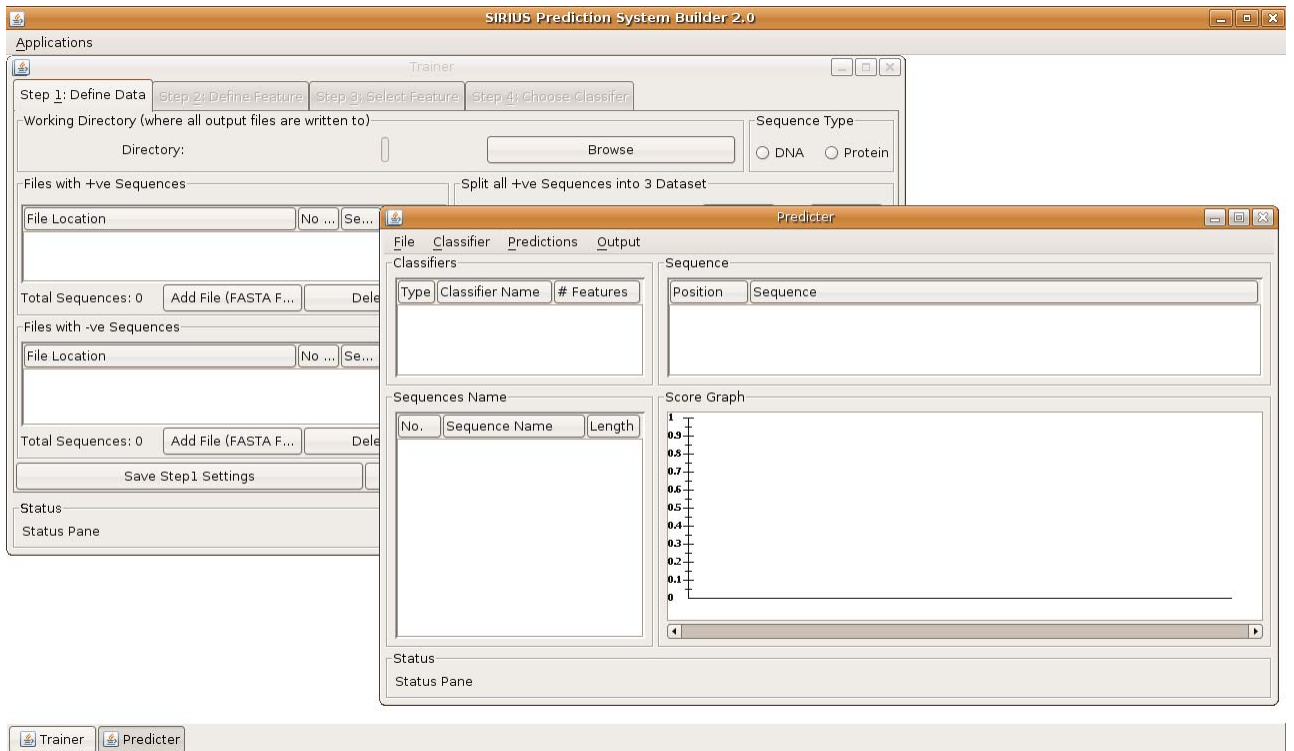 SIRIUS Prediction System Builder 2.0
Applications
Trainer
Step 1: Define Data Step 2: Define Feature Step 3: Select Feature Step 4: Choose Classifer
Working Directory (where all output files are written to)
Directory: Browse
Sequence Type
DNA Protein
Files with +ve Sequences
File Location No ... Se...
Total Sequences: 0 Add File (FASTA F... Dele
Split all +ve Sequences into 3 Dataset
Files with -ve Sequences
File Location No ... Se...
Total Sequences: 0 Add File (FASTA F... Dele
Save Step1 Settings
Status
Status Pane
Predicter
File Classifier Predictions Output
Classifiers
Type Classifier Name # Features
Sequence
Position Sequence
Sequences Name
No. Sequence Name Length
Score Graph
1
0.9
0.8
0.7
0.6
0.5
0.4
0.3
0.2
0.1
0
Status
Status Pane
Trainer Predicter